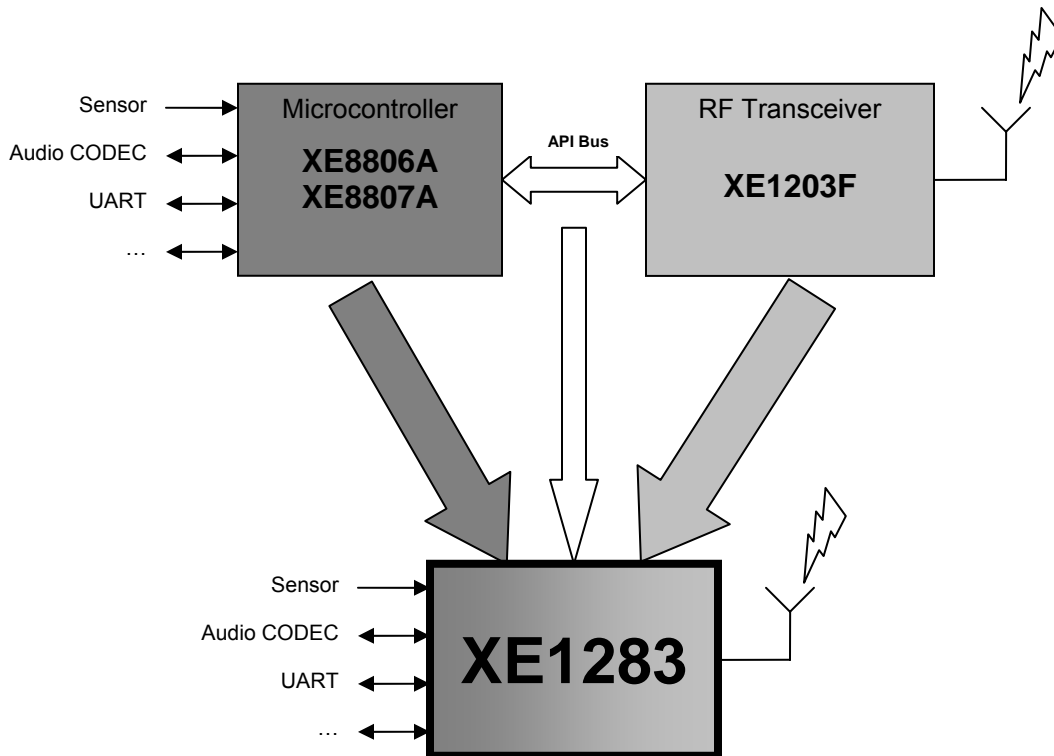 Sensor
Audio CODEC
UART
…
Microcontroller
XE8806A
XE8807A
API Bus
RF Transceiver
XE1203F
Sensor
Audio CODEC
UART
…
XE1283